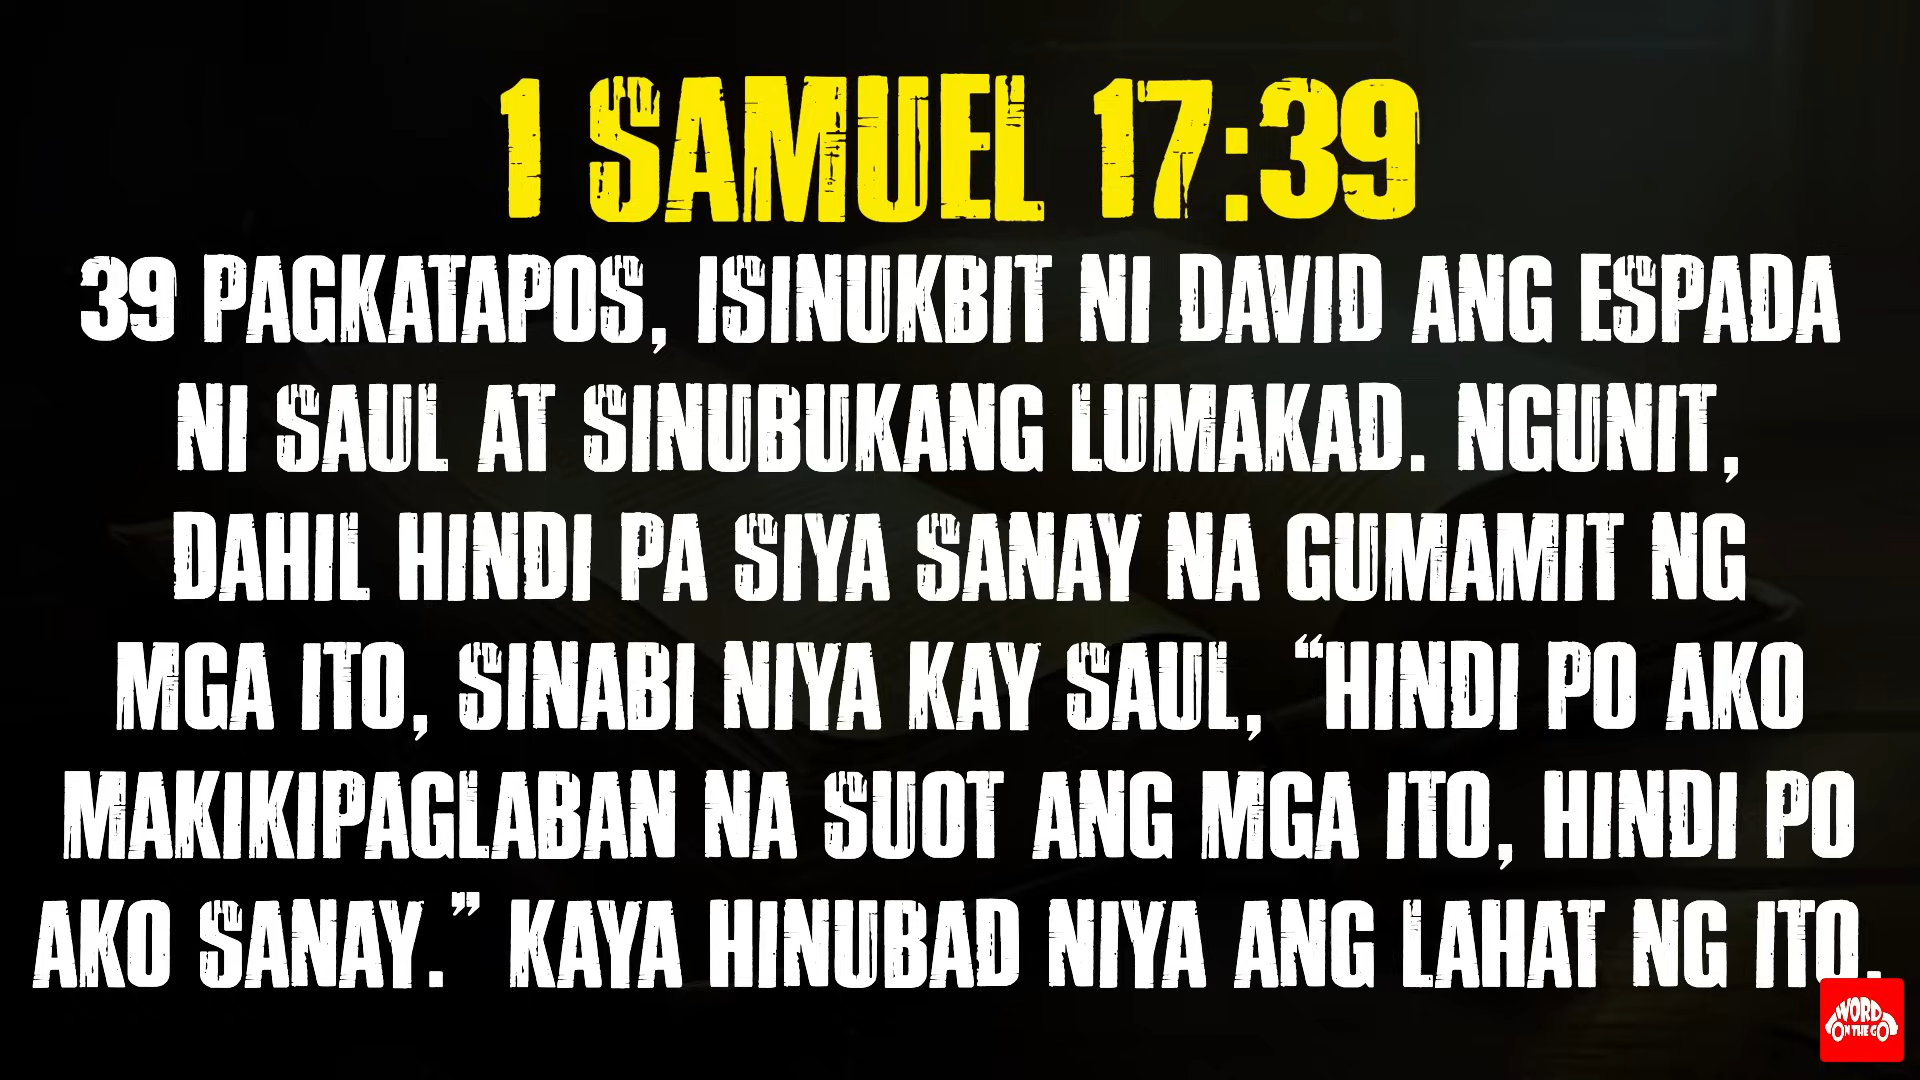 1 SAMUEL 17:39
39 PAGKATAPOS, ISINUKBIT NI DAVID ANG ESPADA
NI SAUL AT SINUBUKANG LUMAKAD. NGUNIT,
DAHIL HINDI PA SIYA SANAY NA GUMAMIT NG
MGA ITO, SINABI NIYA KAY SAUL, “HINDI PO AKO
MAKIKIPAGLABAN NA SUOT ANG MGA ITO, HINDI PO
AKO SANAY.” KAYA HINUBAD NIYA ANG LAHAT NG ITO.
WORD
ON THE GO